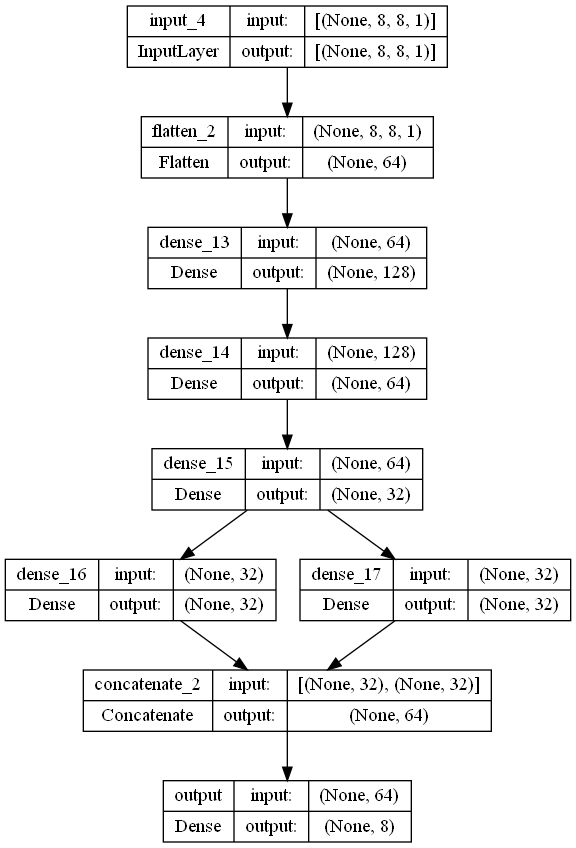 input_4 input: [(None, 8, 8, 1)]
InputLayer output: [(None, 8, 8, 1)]
flatten_2 input: (None, 8, 8, 1)
Flatten output: (None, 64)
dense_13 input: (None, 64)
Dense output: (None, 128)
dense_14 input: (None, 128)
Dense output: (None, 64)
dense_15 input: (None, 64)
Dense output: (None, 32)
dense_16 input: (None, 32)
Dense output: (None, 32)
dense_17 input: (None, 32)
Dense output: (None, 32)
concatenate_2 input: [(None, 32), (None, 32)]
Concatenate output: (None, 64)
output input: (None, 64)
Dense output: (None, 8)